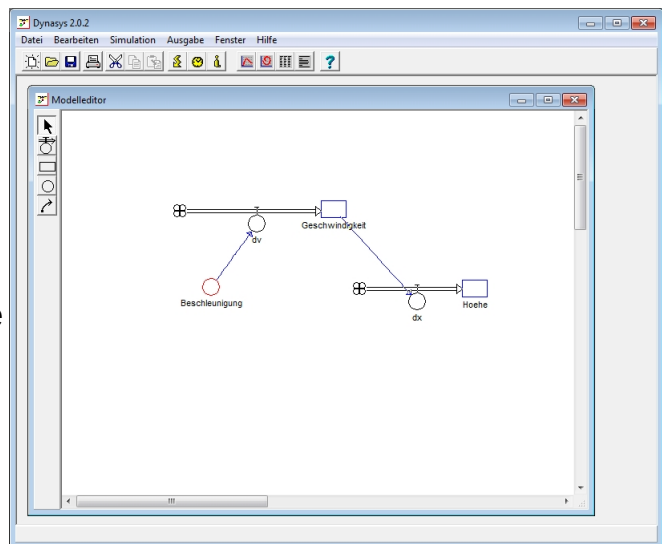 Dynasys 2.0.2
Datei Bearbeiten Simulation Ausgabe Fenster Hilfe
Modelleditor
Geschwindigkeit
dv
Beschleunigung
Hoehe
dx
e